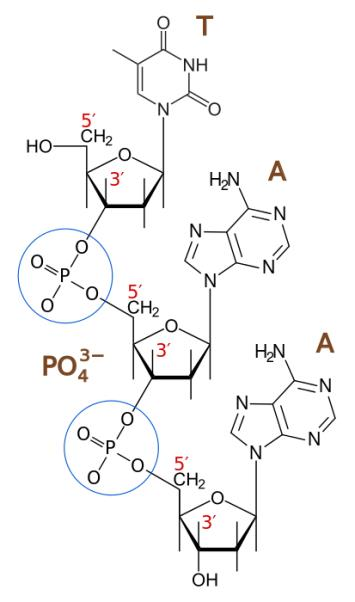 O T
NH
N O
5′
HO CH₂
O
3′
H₂N A
O
N N
O P
O 5′ N N
O CH₂
O
PO₄³⁻ 3′
H₂N A
O
N N
O P
O 5′ N N
O CH₂
O
3′
OH